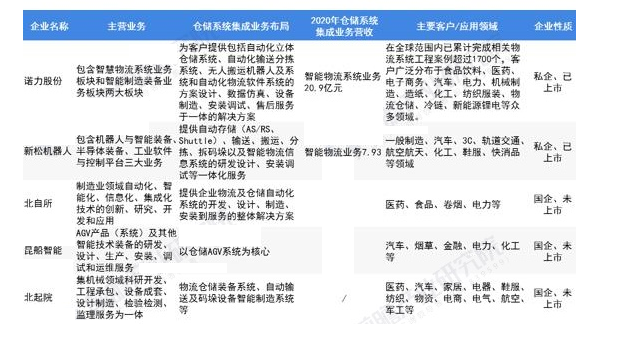 企业名称 主营业务 仓储系统集成业务布局 2020年仓储系统集成业务营收 主要客户/应用领域 企业性质
诺力股份
包含智慧物流系统业务
板块和智能制造装备业
务板块两大板块
为客户提供包括自动化立体
仓储系统、自动化输送分拣
系统、无人搬运机器人及系
统和自动化物流软件系统的
方案设计、数据仿真、设备
制造、安装调试、售后服务
于一体的解决方案
智能物流系统业务
20.9亿元
在全球范围内已累计完成相关物
流系统工程案例超过1700个,客
户广泛分布于食品饮料、医药、
电子商务、汽车、电力、机械制
造、造纸、化工、纺织服装、物
流仓储、冷链、新能源锂电等众
多领域。
私企、已
上市
新松机器人
包含机器人与智能装备、
半导体装备、工业软件
与控制平台三大业务
提供自动存储(AS/RS、
Shuttle)、输送、搬运、分
拣、拆码垛以及智能物流信
息系统的研发设计、安装调
试等一体化服务
智能物流业务7.93
一般制造、汽车、3C、轨道交通、
航空航天、化工、鞋服、快消品
等领域
私企、已
上市
北自所
制造业领域自动化、智
能化、信息化、集成化
技术的创新、研究、开
发和应用
提供企业物流及仓储自动化
系统的开发、设计、制造、
安装到服务的整体解决方案
医药、食品、卷烟、电力等
国企、未
上市
昆船智能
AGV产品(系统)及其他
智能技术装备的研发、
设计、生产、安装、调
试和运维服务
以仓储AGV系统为核心
汽车、烟草、金融、电力、化工
等
国企、未
上市
北起院
集机械领域科研开发、
工程承包、设备成套、
设计制造、检验检测、
监理服务为一体
物流仓储装备系统、自动输
送及码垛设备智能制造系统
等
/
医药、汽车、家居、电器、鞋服、
纺织、物资、电商、电气、航空、
军工等
国企、未
上市